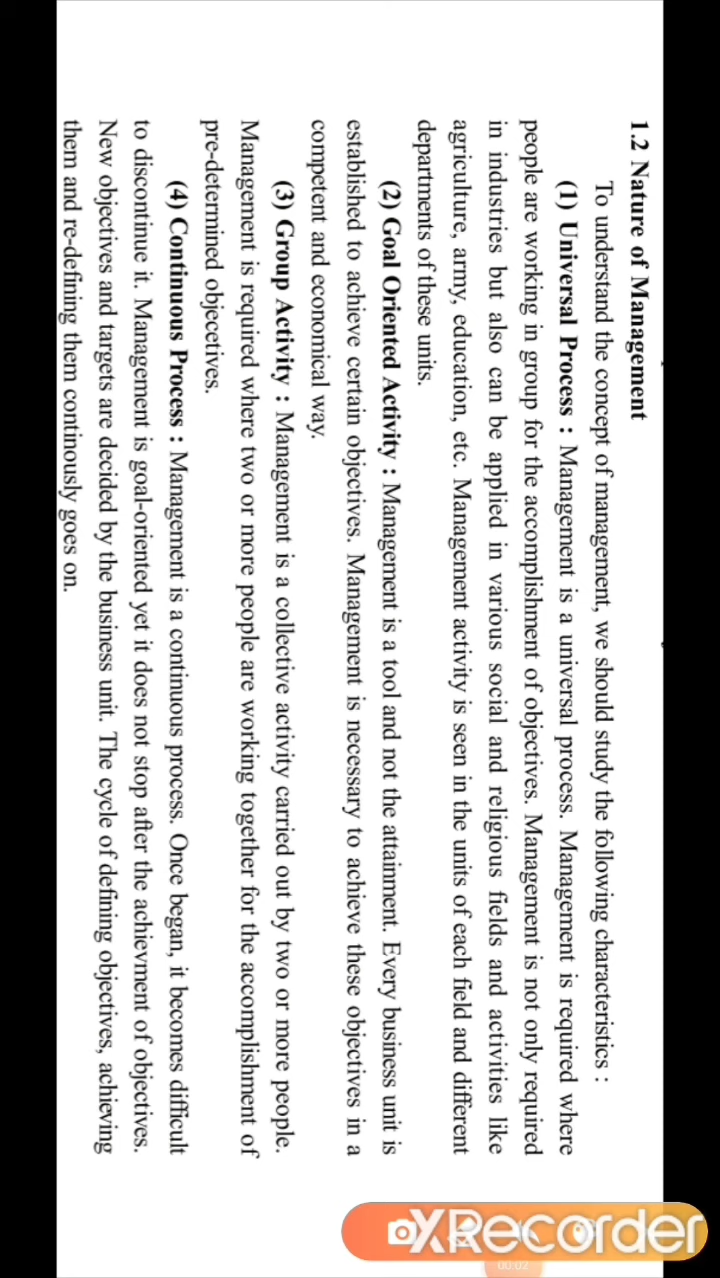 1.2 Nature of Management
To understand the concept of management, we should study the following characteristics :
(1) Universal Process : Management is a universal process. Management is required where
people are working in group for the accomplishment of objectives. Management is not only required
in industries but also can be applied in various social and religious fields and activities like
agriculture, army, education, etc. Management activity is seen in the units of each field and different
departments of these units.
(2) Goal Oriented Activity : Management is a tool and not the attainment. Every business unit is
established to achieve certain objectives. Management is necessary to achieve these objectives in a
competent and economical way.
(3) Group Activity : Management is a collective activity carried out by two or more people.
Management is required where two or more people are working together for the accomplishment of
pre-determined objecetives.
(4) Continuous Process : Management is a continuous process. Once began, it becomes difficult
to discontinue it. Management is goal-oriented yet it does not stop after the achievment of objectives.
New objectives and targets are decided by the business unit. The cycle of defining objectives, achieving
them and re-defining them continously goes on.
XRecorder
00:02